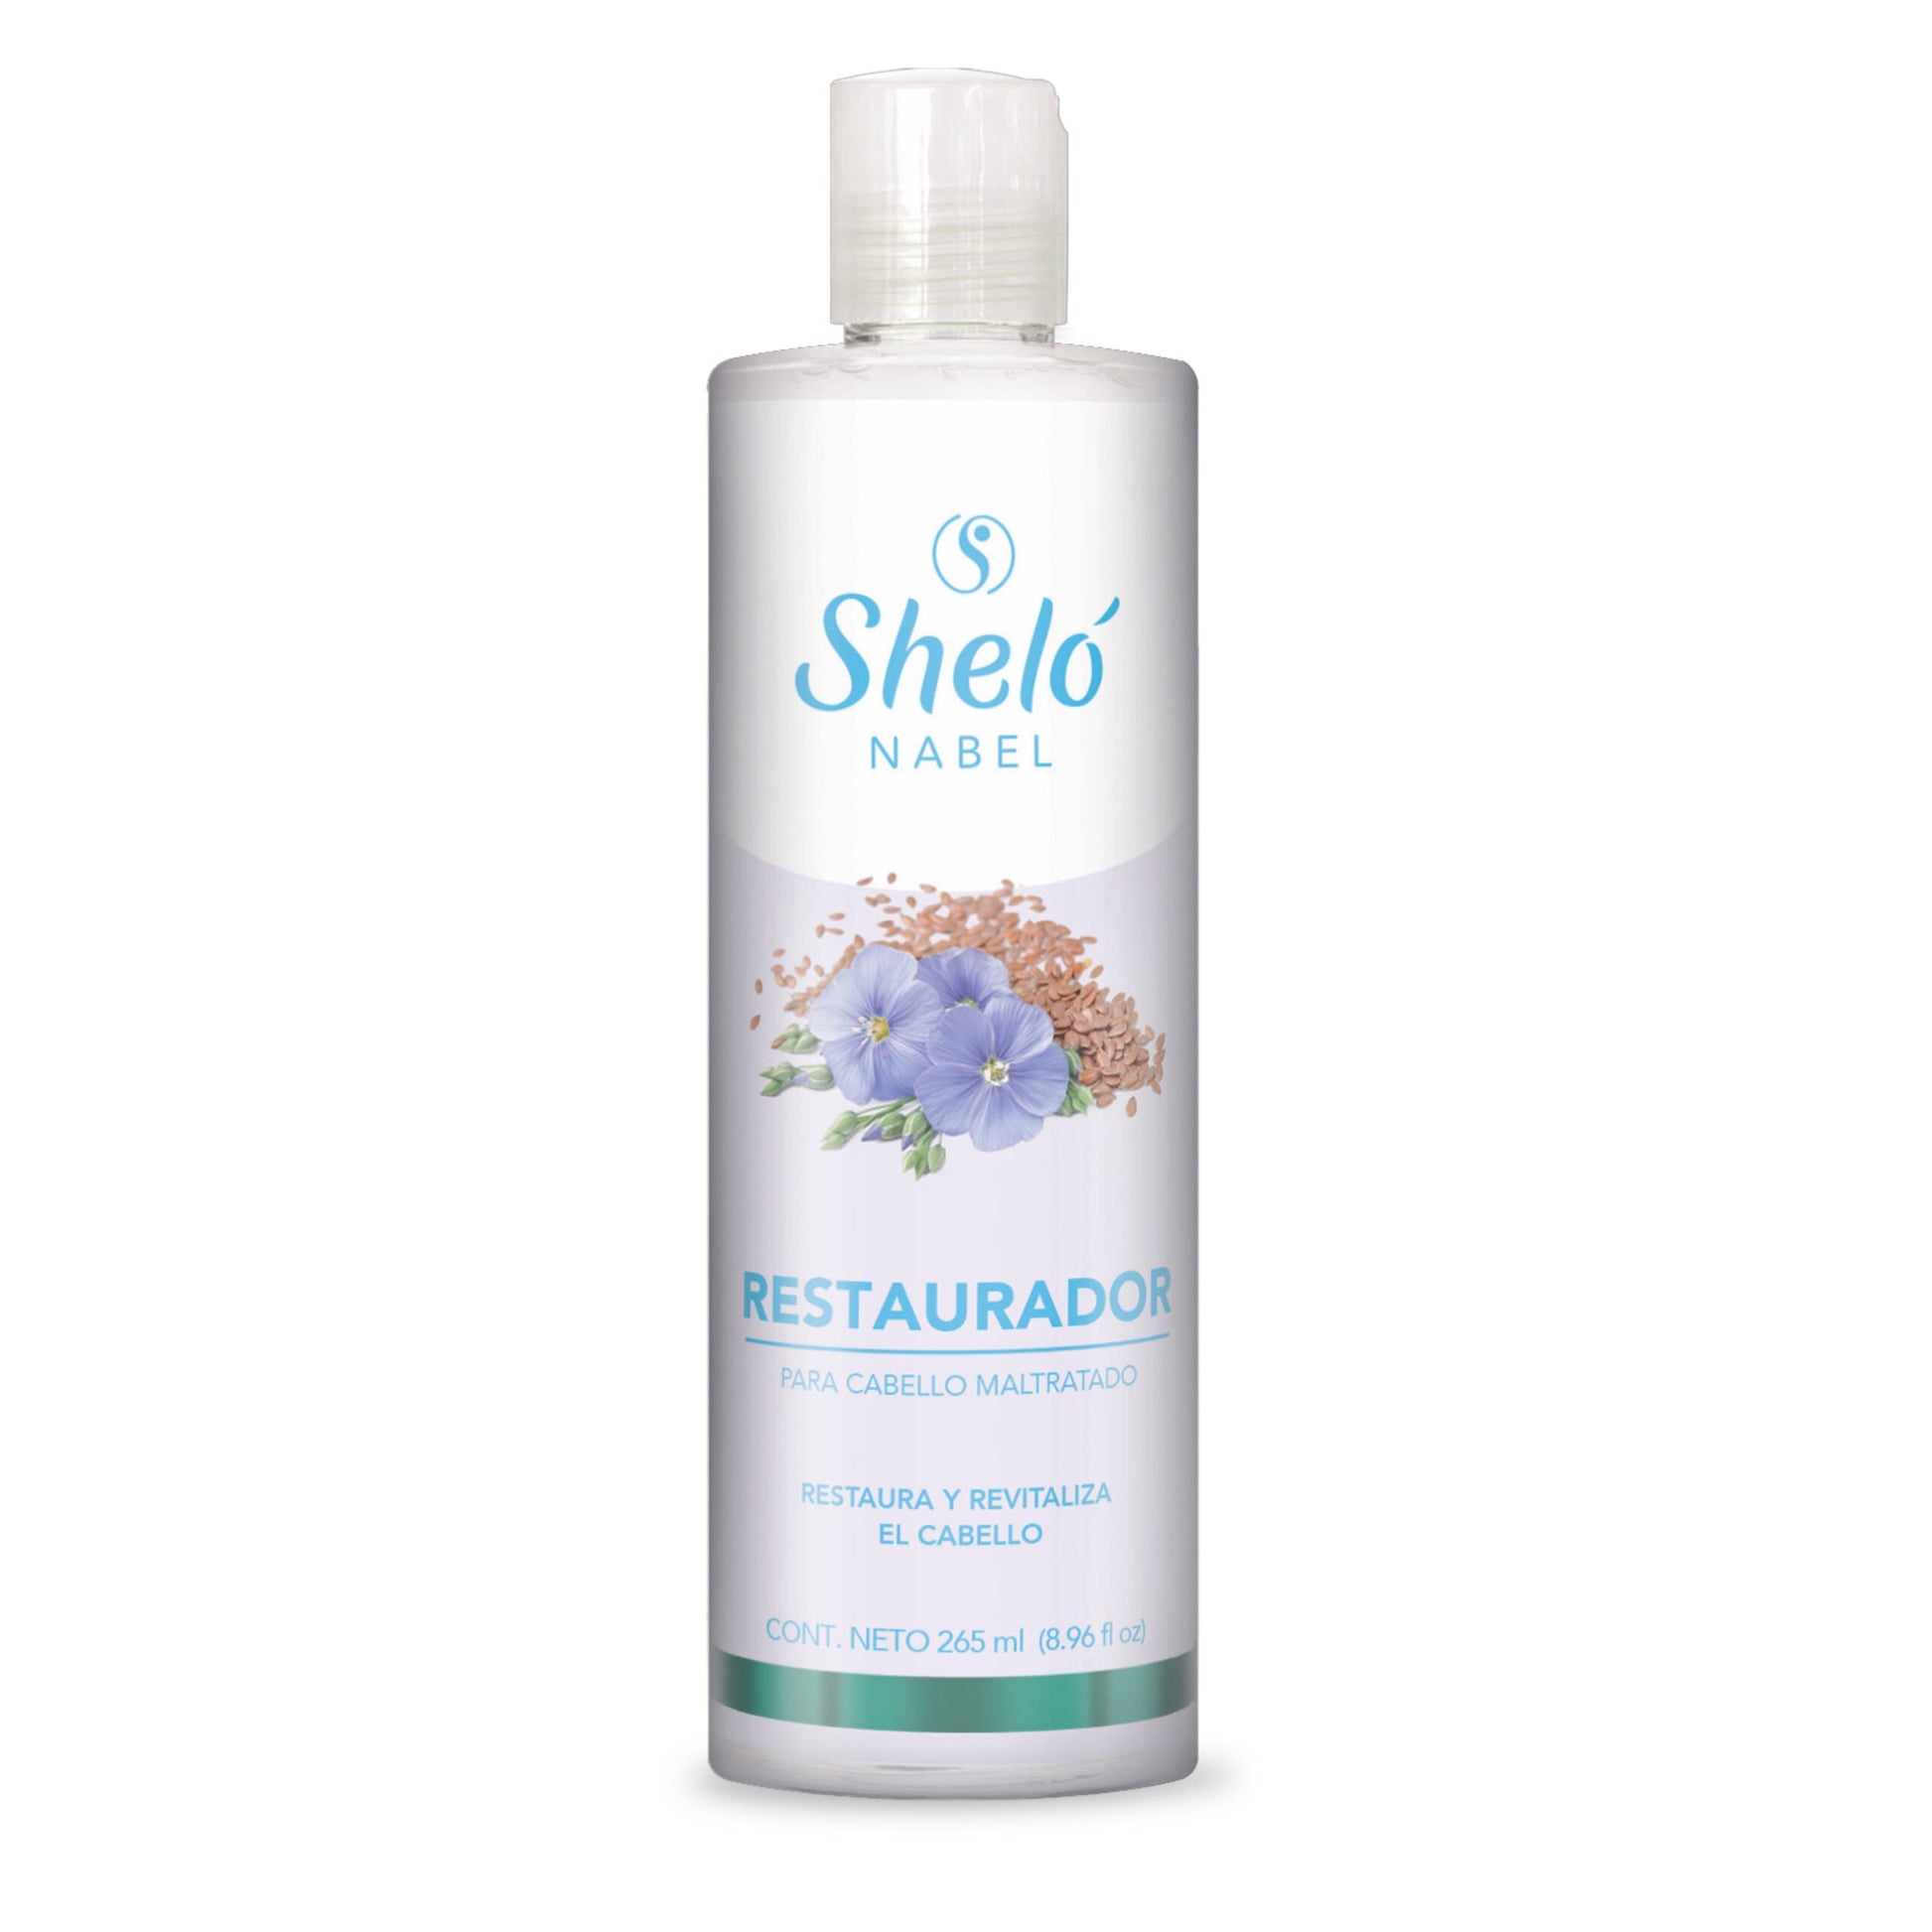 Sheló
NABEL
RESTAURADOR
PARA CABELLO MALTRATADO
RESTAURA Y REVITALIZA
EL CABELLO
CONT. NETO 265 ml (8.96 fl oz)